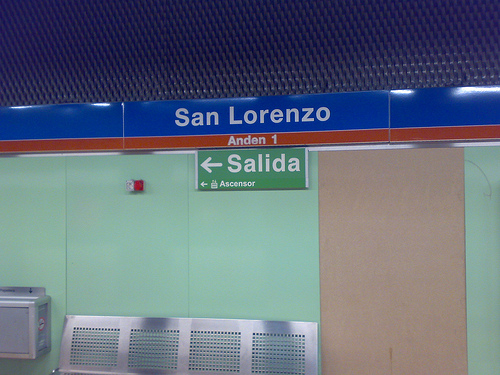 San Lorenzo
Anden 1
← Salida
← Ascensor